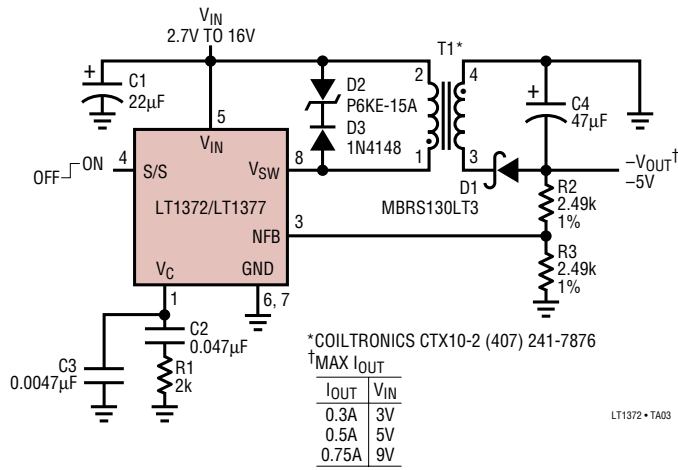 VIN
2.7V TO 16V
T1*
+
C1
22µF
D2
P6KE-15A
D3
1N4148
2
4
1
3
+
C4
47µF
5
VIN
4
ON
OFF
S/S
VSW
8
LT1372/LT1377
D1
MBRS130LT3
–VOUT†
–5V
R2
2.49k
1%
NFB
3
R3
2.49k
1%
VC
GND
1
6, 7
C2
0.047µF
C3
0.0047µF
R1
2k
*COILTRONICS CTX10-2 (407) 241-7876
†MAX IOUT
IOUT VIN
0.3A 3V
0.5A 5V
0.75A 9V
LT1372 • TA03